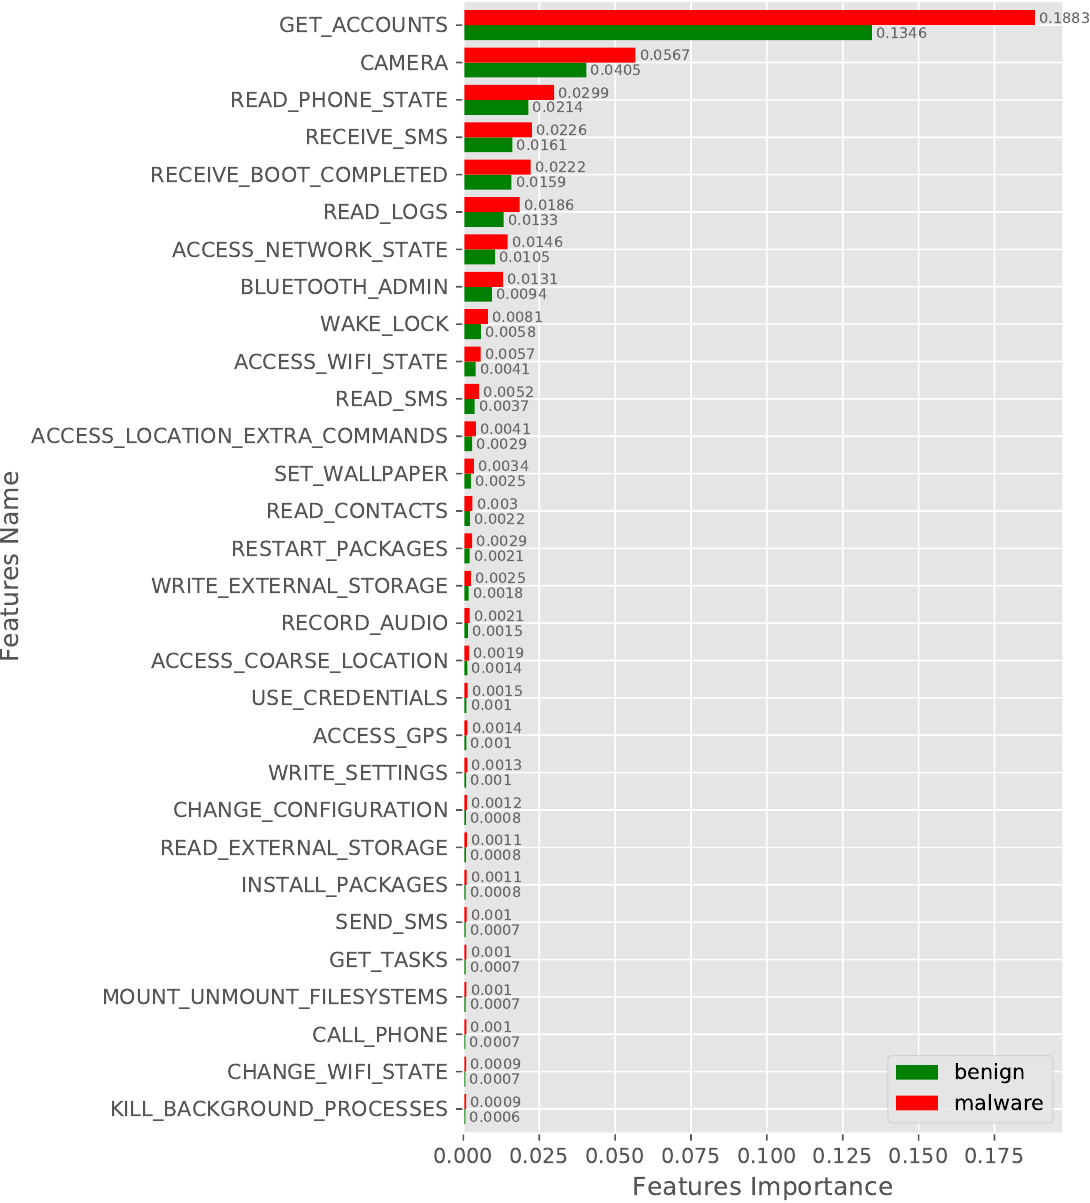 GET_ACCOUNTS
0.1883
0.1346
CAMERA
0.0567
0.0405
READ_PHONE_STATE
0.0299
0.0214
RECEIVE_SMS
0.0226
0.0161
RECEIVE_BOOT_COMPLETED
0.0222
0.0159
READ_LOGS
0.0186
0.0133
ACCESS_NETWORK_STATE
0.0146
0.0105
BLUETOOTH_ADMIN
0.0131
0.0094
WAKE_LOCK
0.0081
0.0058
ACCESS_WIFI_STATE
0.0057
0.0041
READ_SMS
0.0052
0.0037
ACCESS_LOCATION_EXTRA_COMMANDS
0.0041
0.0029
SET_WALLPAPER
0.0034
0.0025
READ_CONTACTS
0.003
0.0022
RESTART_PACKAGES
0.0029
0.0021
WRITE_EXTERNAL_STORAGE
0.0025
0.0018
RECORD_AUDIO
0.0021
0.0015
ACCESS_COARSE_LOCATION
0.0019
0.0014
USE_CREDENTIALS
0.0015
0.001
ACCESS_GPS
0.0014
0.001
WRITE_SETTINGS
0.0013
0.001
CHANGE_CONFIGURATION
0.0012
0.0008
READ_EXTERNAL_STORAGE
0.0011
0.0008
INSTALL_PACKAGES
0.0011
0.0008
SEND_SMS
0.001
0.0007
GET_TASKS
0.001
0.0007
MOUNT_UNMOUNT_FILESYSTEMS
0.001
0.0007
CALL_PHONE
0.001
0.0007
CHANGE_WIFI_STATE
0.0009
0.0007
KILL_BACKGROUND_PROCESSES
0.0009
0.0006
Features Name
benign
malware
0.000 0.025 0.050 0.075 0.100 0.125 0.150 0.175
Features Importance